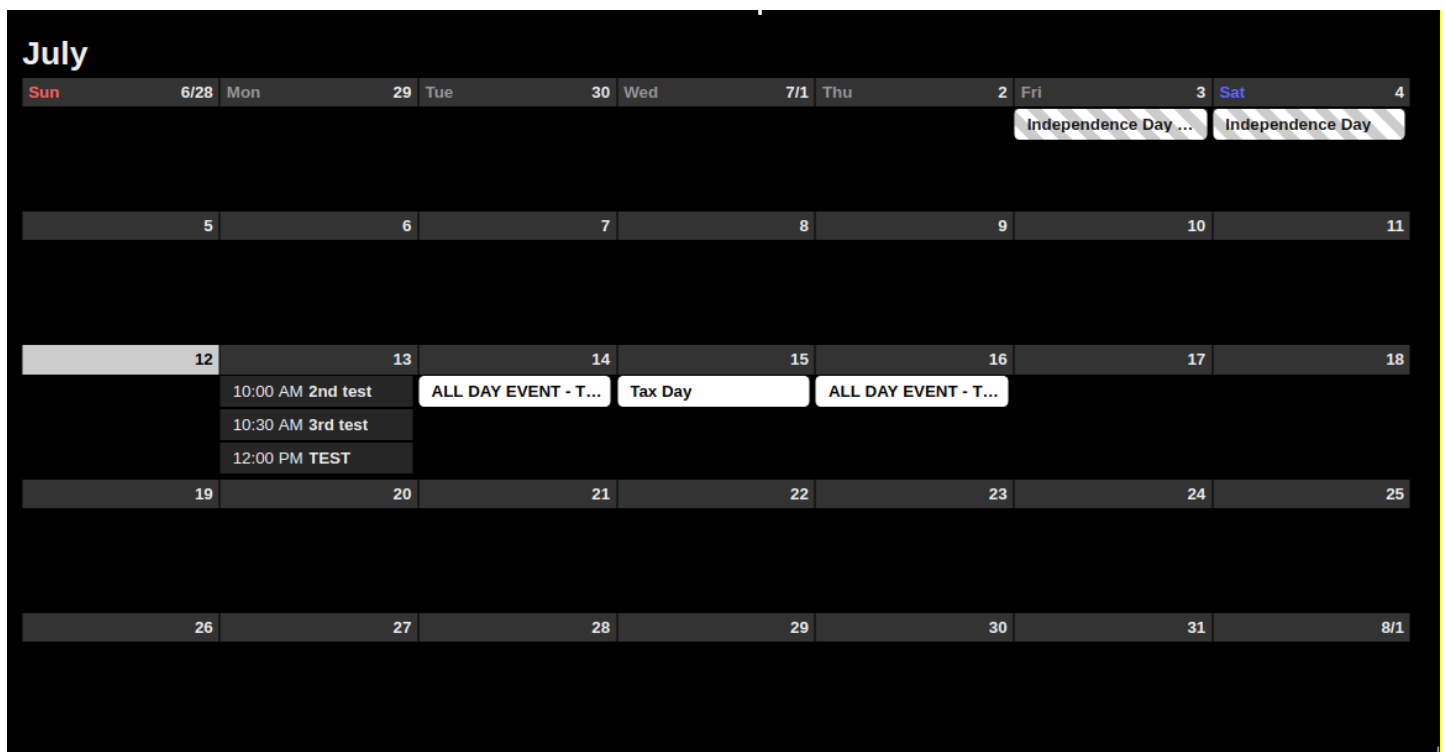 July
Sun 6/28 Mon 29 Tue 30 Wed 7/1 Thu 2 Fri 3 Sat 4
Independence Day ... Independence Day
5 6 7 8 9 10 11
12 13 14 15 16 17 18
10:00 AM 2nd test ALL DAY EVENT - T... Tax Day ALL DAY EVENT - T...
10:30 AM 3rd test
12:00 PM TEST
19 20 21 22 23 24 25
26 27 28 29 30 31 8/1